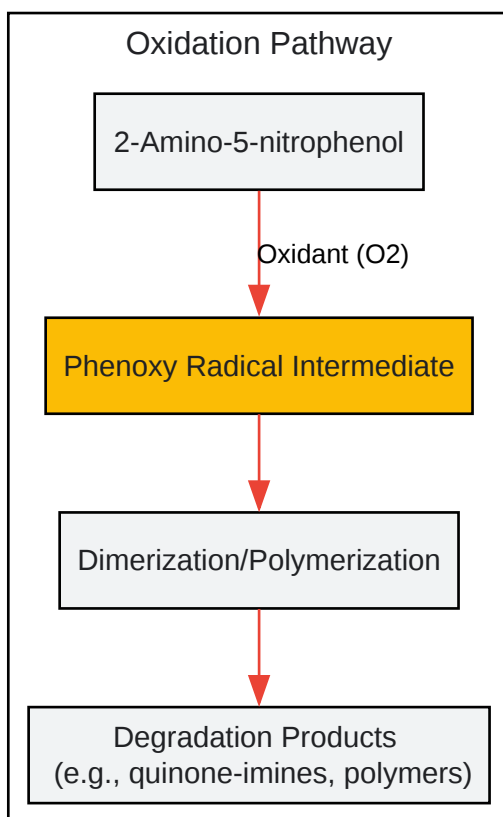 Oxidation Pathway
2-Amino-5-nitrophenol
Oxidant (O2)
Phenoxy Radical Intermediate
Dimerization/Polymerization
Degradation Products
(e.g., quinone-imines, polymers)